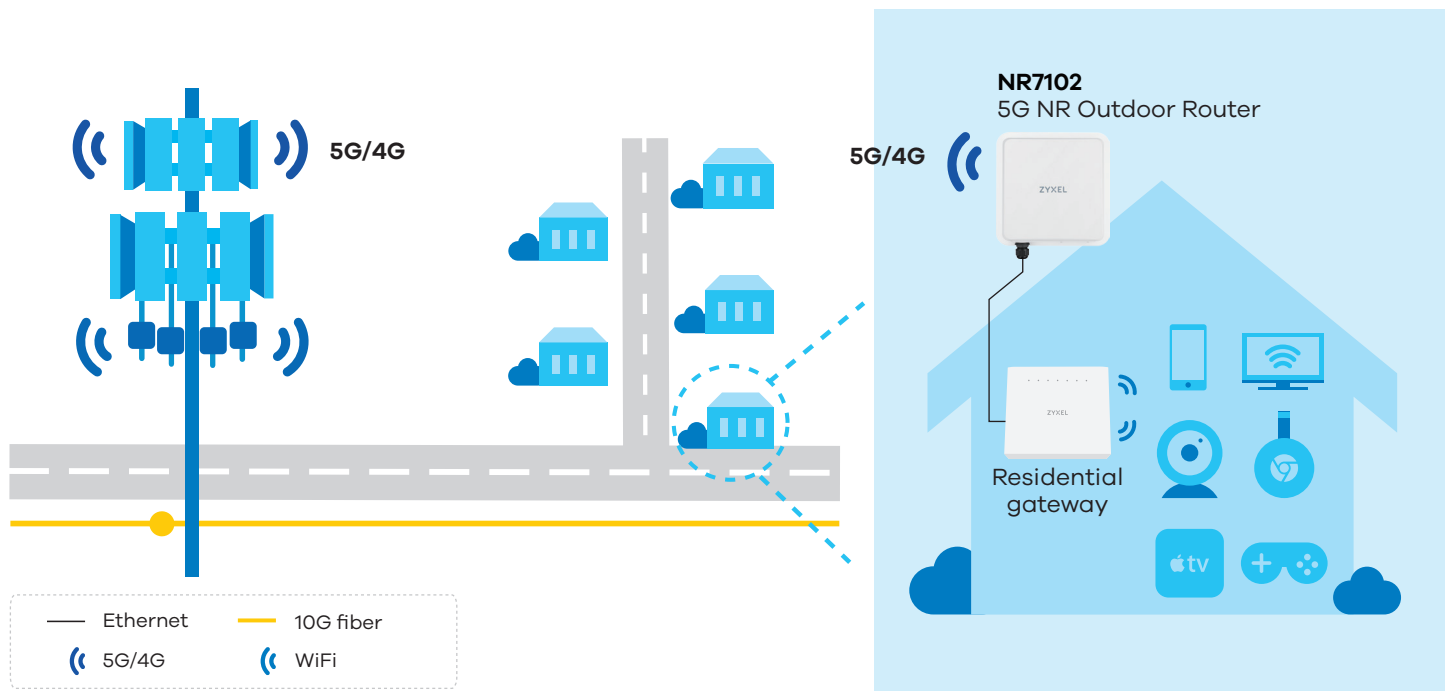 5G/4G
NR7102
5G NR Outdoor Router
5G/4G
ZYXEL
ZYXEL
Residential
gateway
tv
Ethernet
10G fiber
5G/4G
WiFi